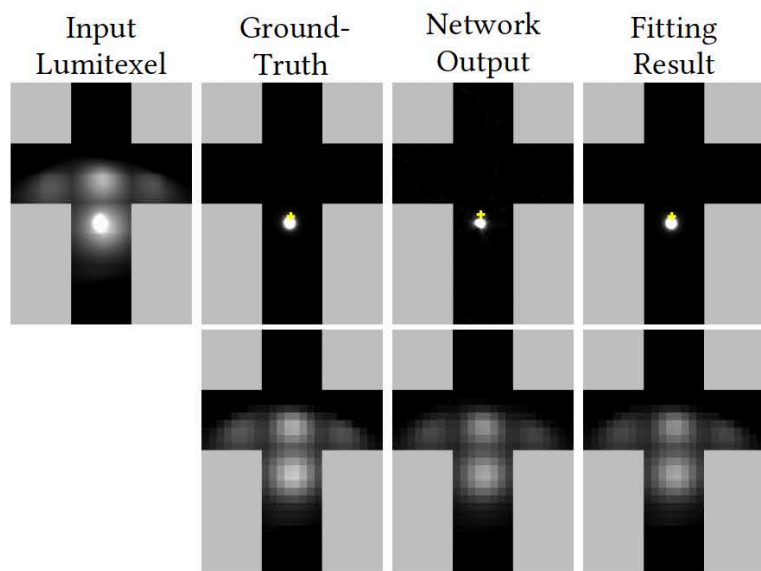 Input
Lumitexel
Ground-
Truth
Network
Output
Fitting
Result